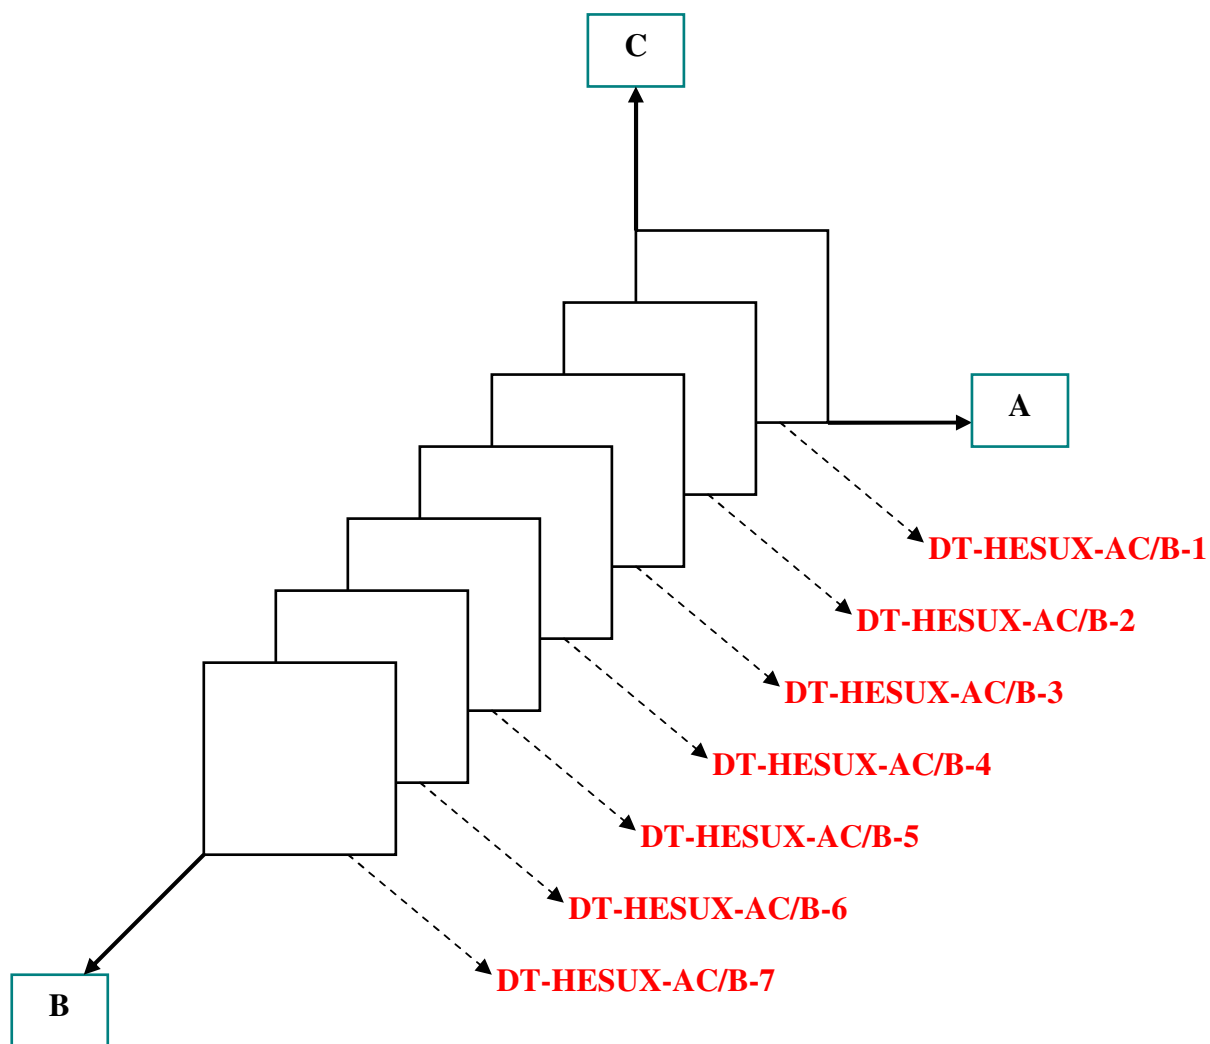 C
A
DT-HESUX-AC/B-1
DT-HESUX-AC/B-2
DT-HESUX-AC/B-3
DT-HESUX-AC/B-4
DT-HESUX-AC/B-5
DT-HESUX-AC/B-6
DT-HESUX-AC/B-7
B